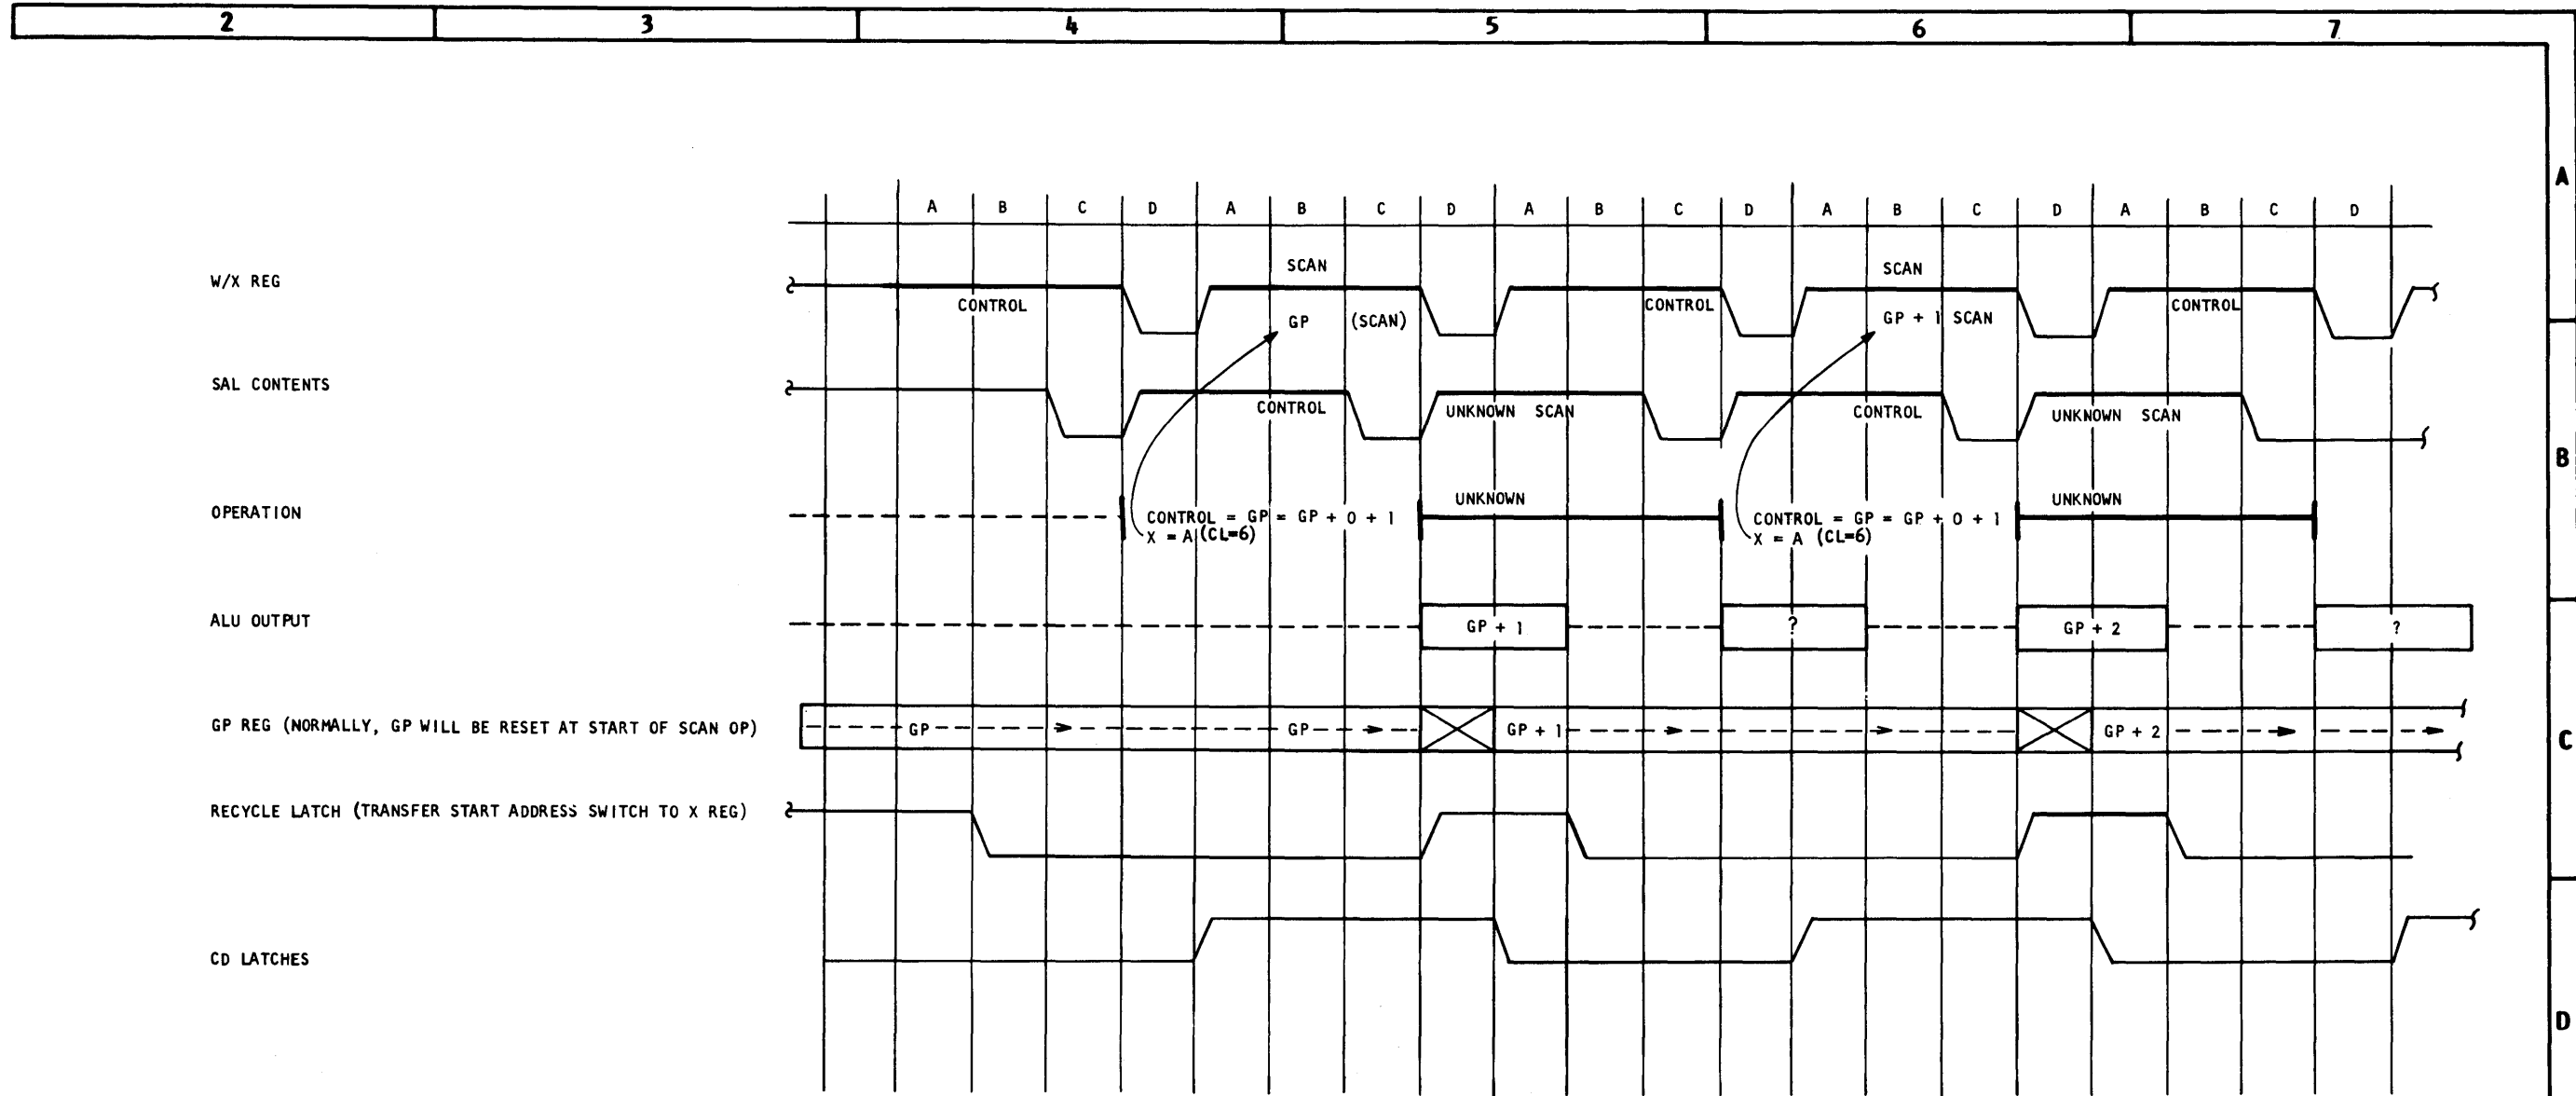 2 3 4 5 6 7
A
A B C D A B C D A B C D A B C D A B C D
SCAN SCAN
W/X REG
CONTROL CONTROL CONTROL
GP (SCAN) GP + 1 SCAN
SAL CONTENTS
CONTROL UNKNOWN SCAN CONTROL UNKNOWN SCAN
B
UNKNOWN UNKNOWN
OPERATION
CONTROL = GP = GP + 0 + 1 CONTROL = GP = GP + 0 + 1
X = A (CL=6) X = A (CL=6)
ALU OUTPUT
GP + 1 ? GP + 2 ?
GP REG (NORMALLY, GP WILL BE RESET AT START OF SCAN OP)
GP GP GP + 1 GP + 2
C
RECYCLE LATCH (TRANSFER START ADDRESS SWITCH TO X REG)
CD LATCHES
D